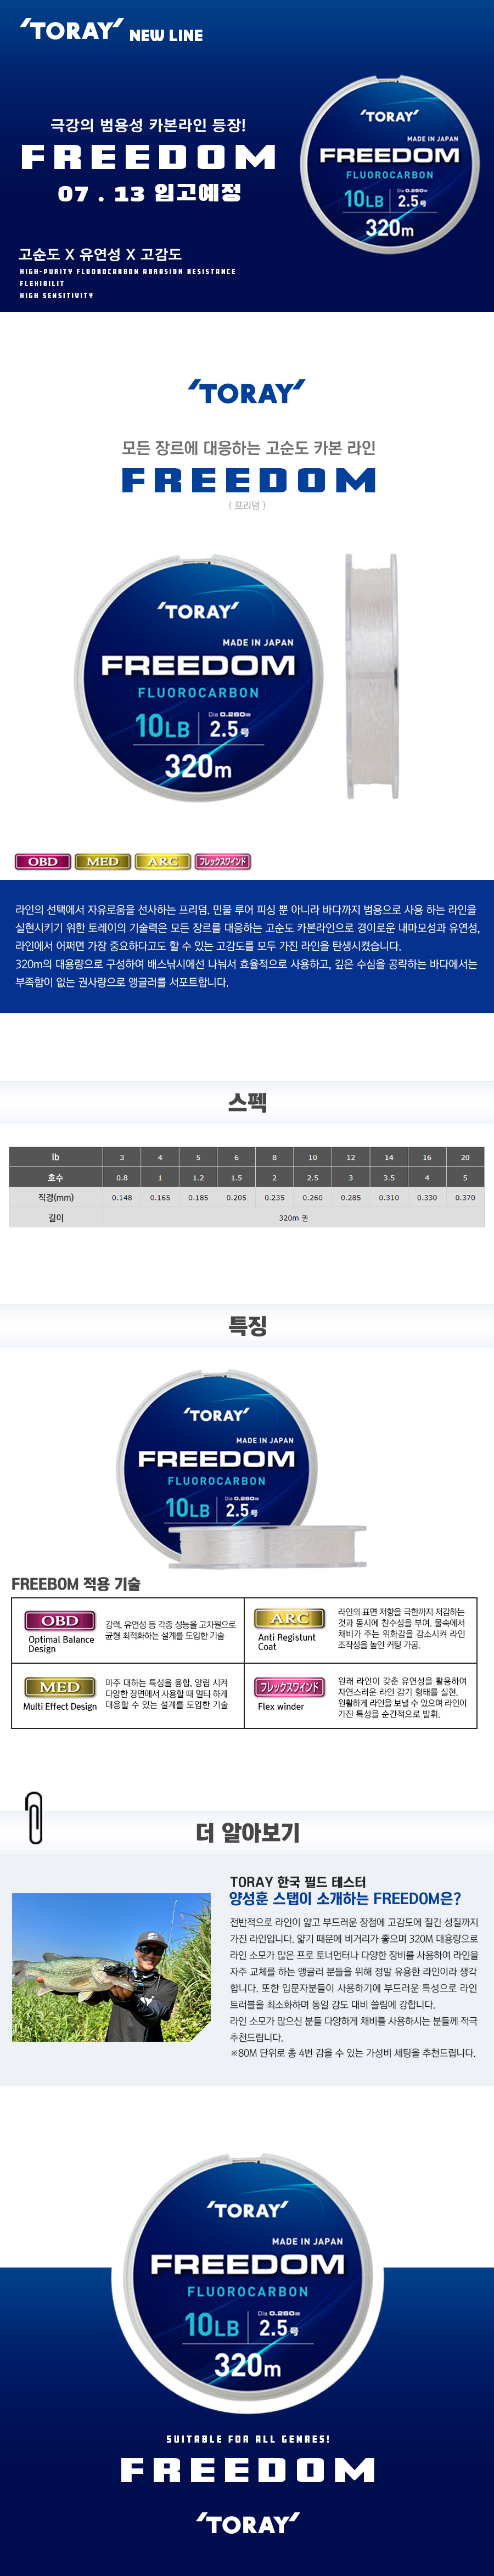 TORAY NEW LINE
극강의 범용성 카본라인 등장!
FREEDOM
07 . 13 입고예정
고순도 X 유연성 X 고감도
HIGH-PURITY FLUOROCARBON ABRASION RESISTANCE
FLEXIBILIT
HIGH SENSITIVITY
TORAY
MADE IN JAPAN
FREEDOM
FLUOROCARBON
10LB
Dia 0.260㎜
2.5号
320m
TORAY
모든 장르에 대응하는 고순도 카본 라인
FREEDOM
( 프리덤 )
TORAY
MADE IN JAPAN
FREEDOM
FLUOROCARBON
10LB
Dia 0.260㎜
2.5号
320m
OBD MED ARC フレックスワインド
라인의 선택에서 자유로움을 선사하는 프리덤. 민물 루어 피싱 뿐 아니라 바다까지 범용으로 사용 하는 라인을
실현시키기 위한 토레이의 기술력은 모든 장르를 대응하는 고순도 카본라인으로 경이로운 내마모성과 유연성,
라인에서 어쩌면 가장 중요하다고도 할 수 있는 고감도를 모두 가진 라인을 탄생시켰습니다.
320m의 대용량으로 구성하여 배스낚시에선 나눠서 효율적으로 사용하고, 깊은 수심을 공략하는 바다에서는
부족함이 없는 권사량으로 앵글러를 서포트합니다.
스펙
lb 3 4 5 6 8 10 12 14 16 20
호수 0.8 1 1.2 1.5 2 2.5 3 3.5 4 5
직경(mm) 0.148 0.165 0.185 0.205 0.235 0.260 0.285 0.310 0.330 0.370
길이 320m 권
특징
TORAY
MADE IN JAPAN
FREEDOM
FLUOROCARBON
10LB
Dia 0.260㎜
2.5号
FREEBOM 적용 기술
OBD
Optimal Balance
Design
강력, 유연성 등 각종 성능을 고차원으로
균형 최적화하는 설계를 도입한 기술
ARC
Anti Registunt
Coat
라인의 표면 저항을 극한까지 저감하는
것과 동시에 친수성을 부여. 물속에서
채비가 주는 위화감을 감소시켜 라인
조작성을 높인 커팅 가공.
MED
Multi Effect Design
마주 대하는 특성을 융합, 양립 시켜
다양한 장면에서 사용할 때 멀티 하게
대응할 수 있는 설계를 도입한 기술
フレックスワインド
Flex winder
원래 라인이 갖춘 유연성을 활용하여
자연스러운 라인 감기 형태를 실현.
원활하게 라인을 보낼 수 있으며 라인이
가진 특성을 순간적으로 발휘.
더 알아보기
TORAY 한국 필드 테스터
양성훈 스탭이 소개하는 FREEDOM은?
전반적으로 라인이 얇고 부드러운 장점에 고감도에 질긴 성질까지
가진 라인입니다. 얇기 때문에 비거리가 좋으며 320M 대용량으로
라인 소모가 많은 프로 토너먼터나 다양한 장비를 사용하여 라인을
자주 교체를 하는 앵글러 분들을 위해 정말 유용한 라인이라 생각
합니다. 또한 입문자분들이 사용하기에 부드러운 특성으로 라인
트러블을 최소화하며 동일 강도 대비 쓸림에 강합니다.
라인 소모가 많으신 분들 다양하게 채비를 사용하시는 분들께 적극
추천드립니다.
※80M 단위로 총 4번 감을 수 있는 가성비 세팅을 추천드립니다.
TORAY
MADE IN JAPAN
FREEDOM
FLUOROCARBON
10LB
Dia 0.260㎜
2.5号
320m
SUITABLE FOR ALL GENRES!
FREEDOM
TORAY